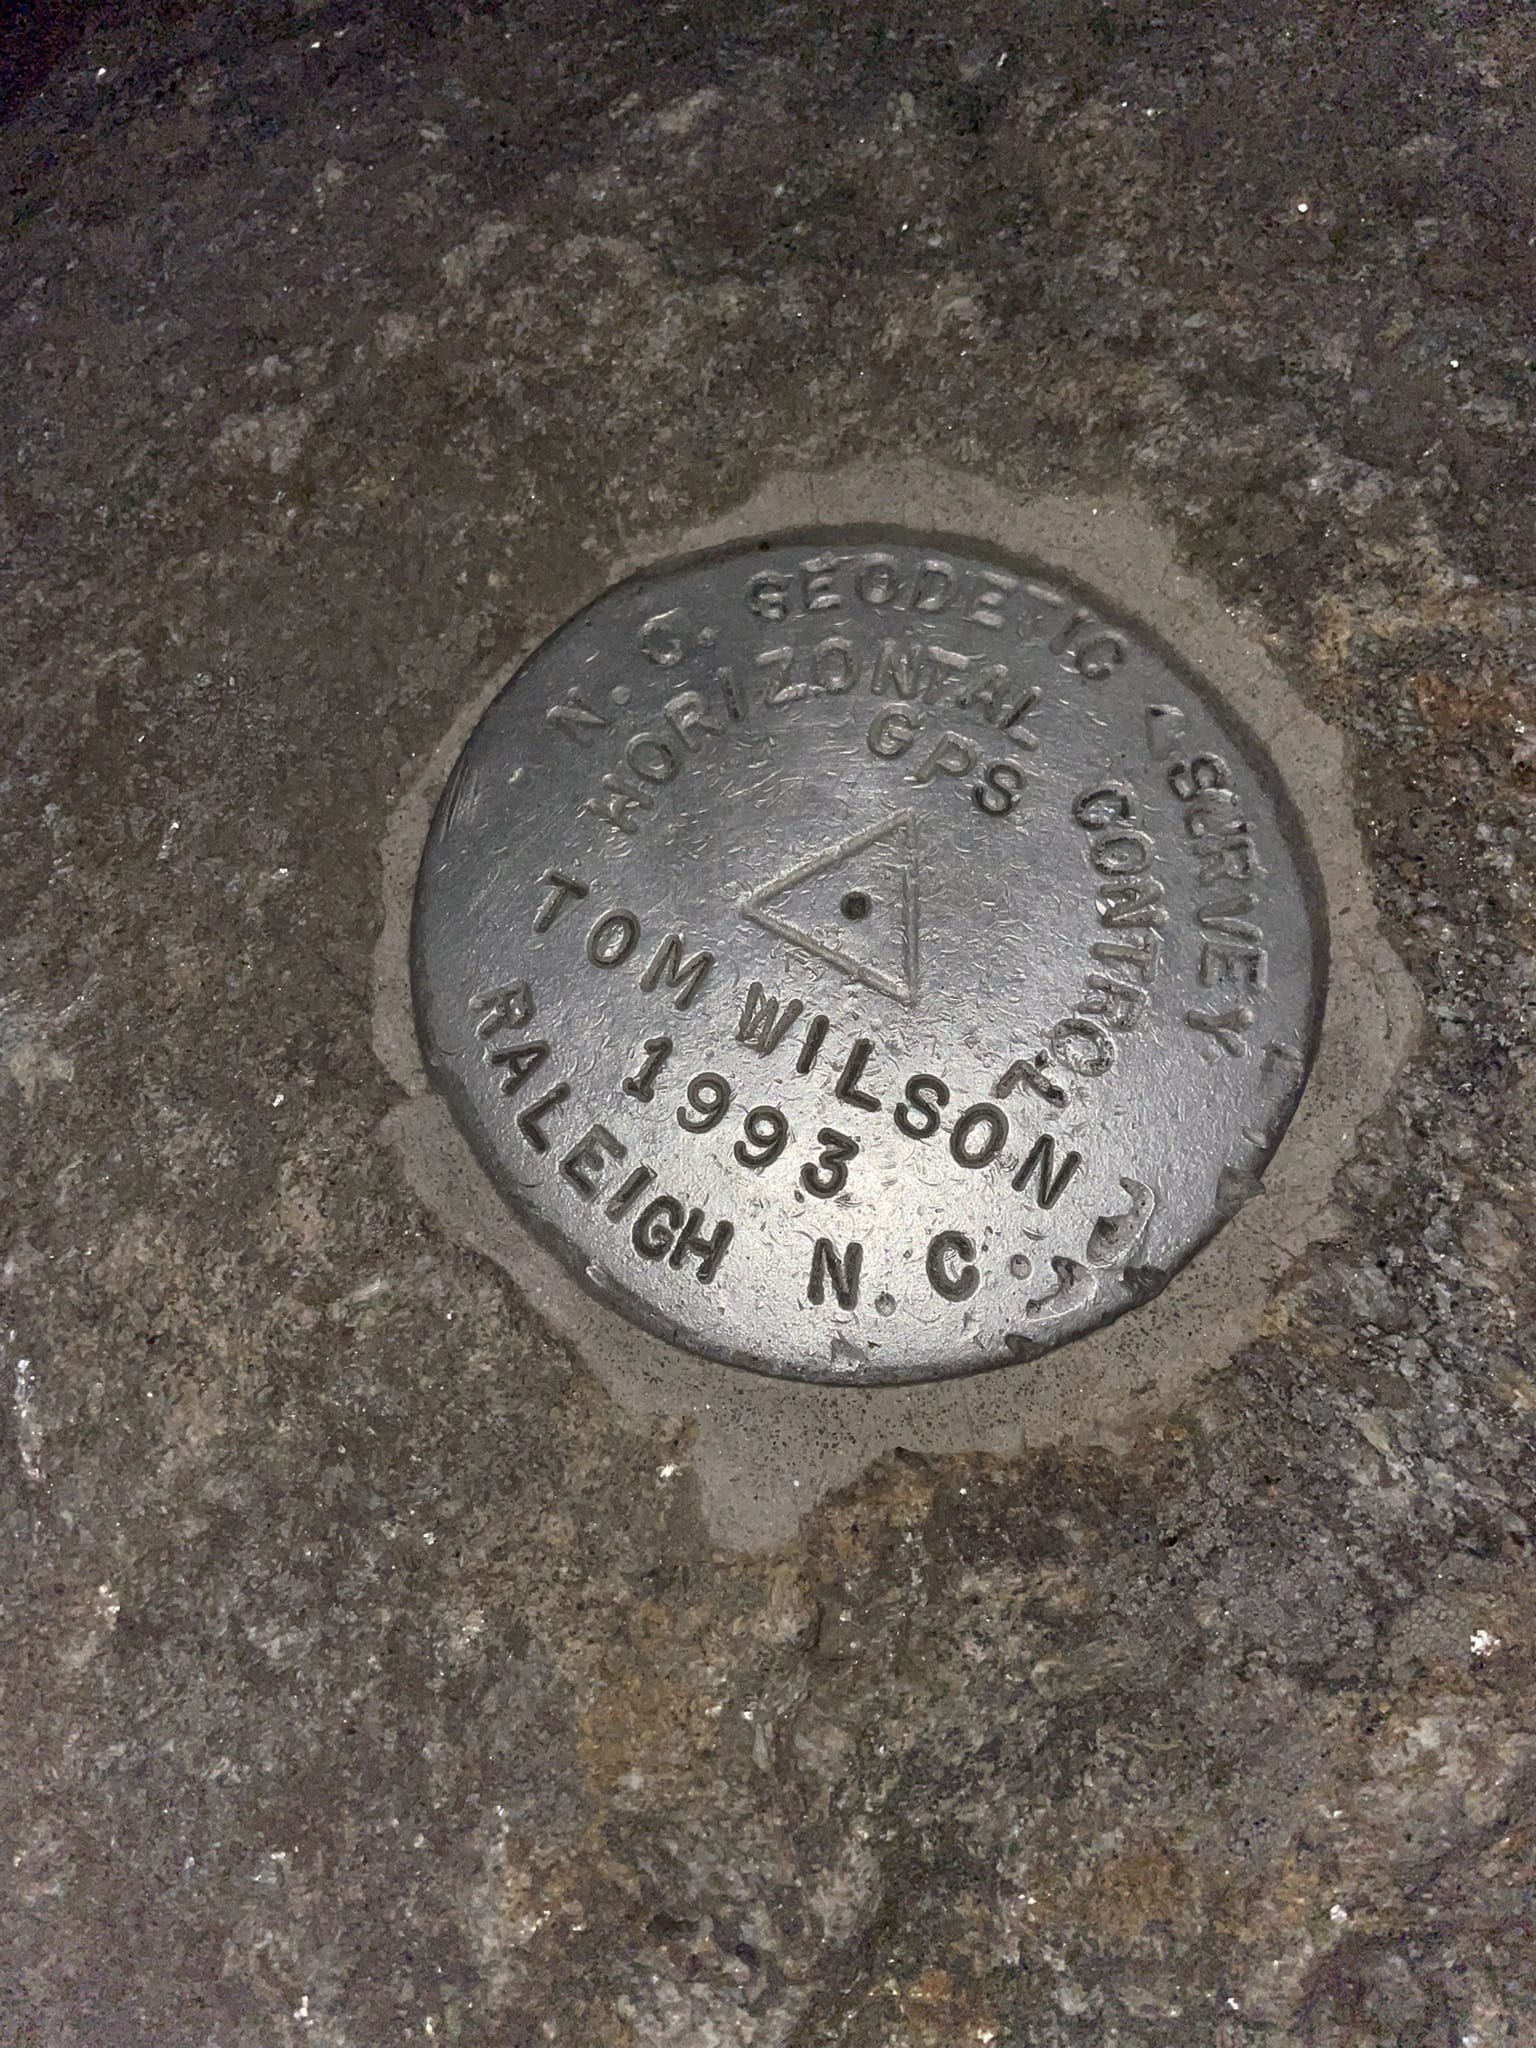 N. C. GEODETIC SURVEY
HORIZONTAL CONTROL
GPS
TOM WILSON
1993
RALEIGH N. C.